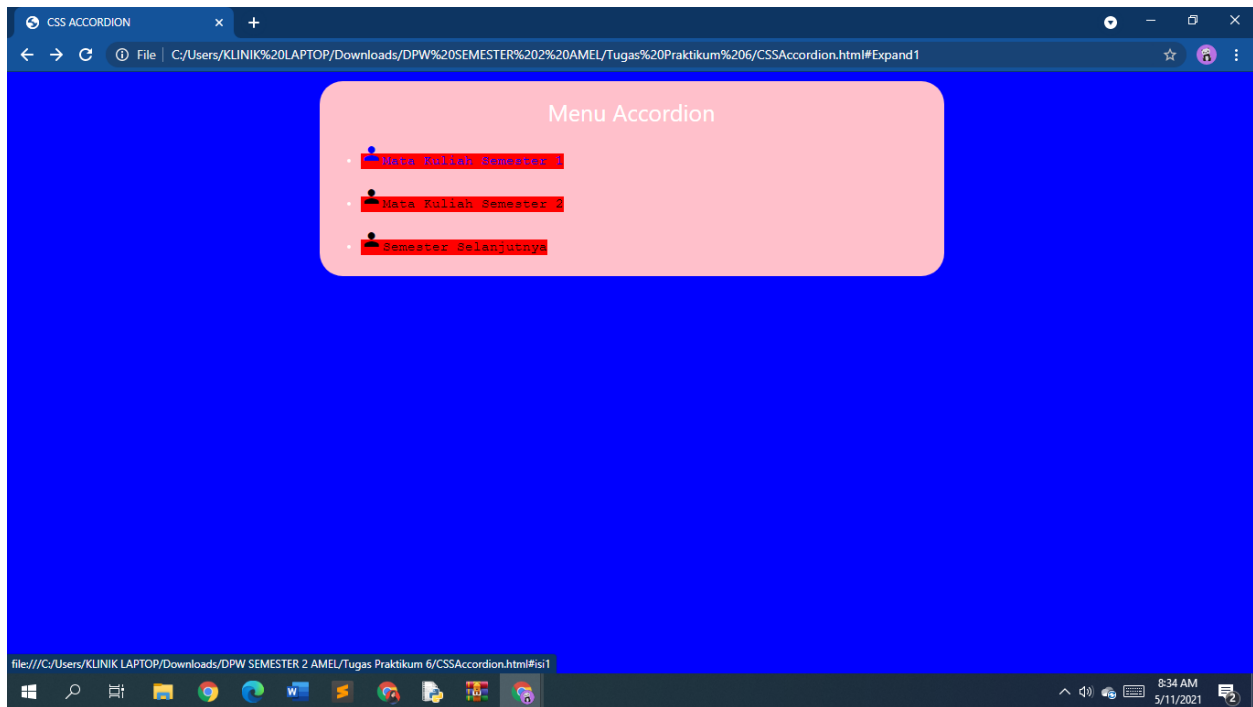 CSS ACCORDION
File | C:/Users/KLINIK%20LAPTOP/Downloads/DPW%20SEMESTER%202%20AMEL/Tugas%20Praktikum%206/CSSAccordion.html#Expand1
Menu Accordion
Mata Kuliah Semester 1
Mata Kuliah Semester 2
Semester Selanjutnya
file:///C:/Users/KLINIK LAPTOP/Downloads/DPW SEMESTER 2 AMEL/Tugas Praktikum 6/CSSAccordion.html#isi1
8:34 AM
5/11/2021
2